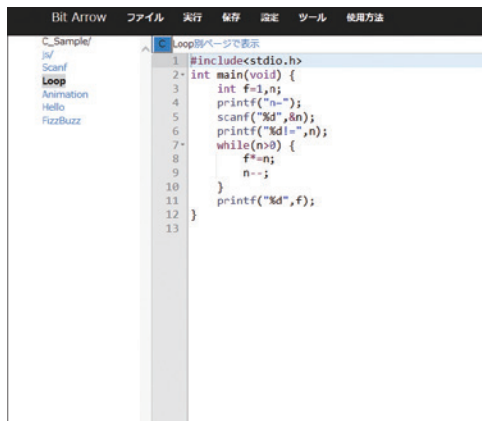 Bit Arrow ファイル 実行 保存 設定 ツール 使用方法
C_Sample/
js/
Scanf
Loop
Animation
Hello
FizzBuzz
C Loop別ページで表示
1 #include<stdio.h>
2 int main(void) {
3 int f=1,n;
4 printf("n=");
5 scanf("%d",&n);
6 printf("%d!=",n);
7 while(n>0) {
8 f*=n;
9 n--;
10 }
11 printf("%d",f);
12 }
13